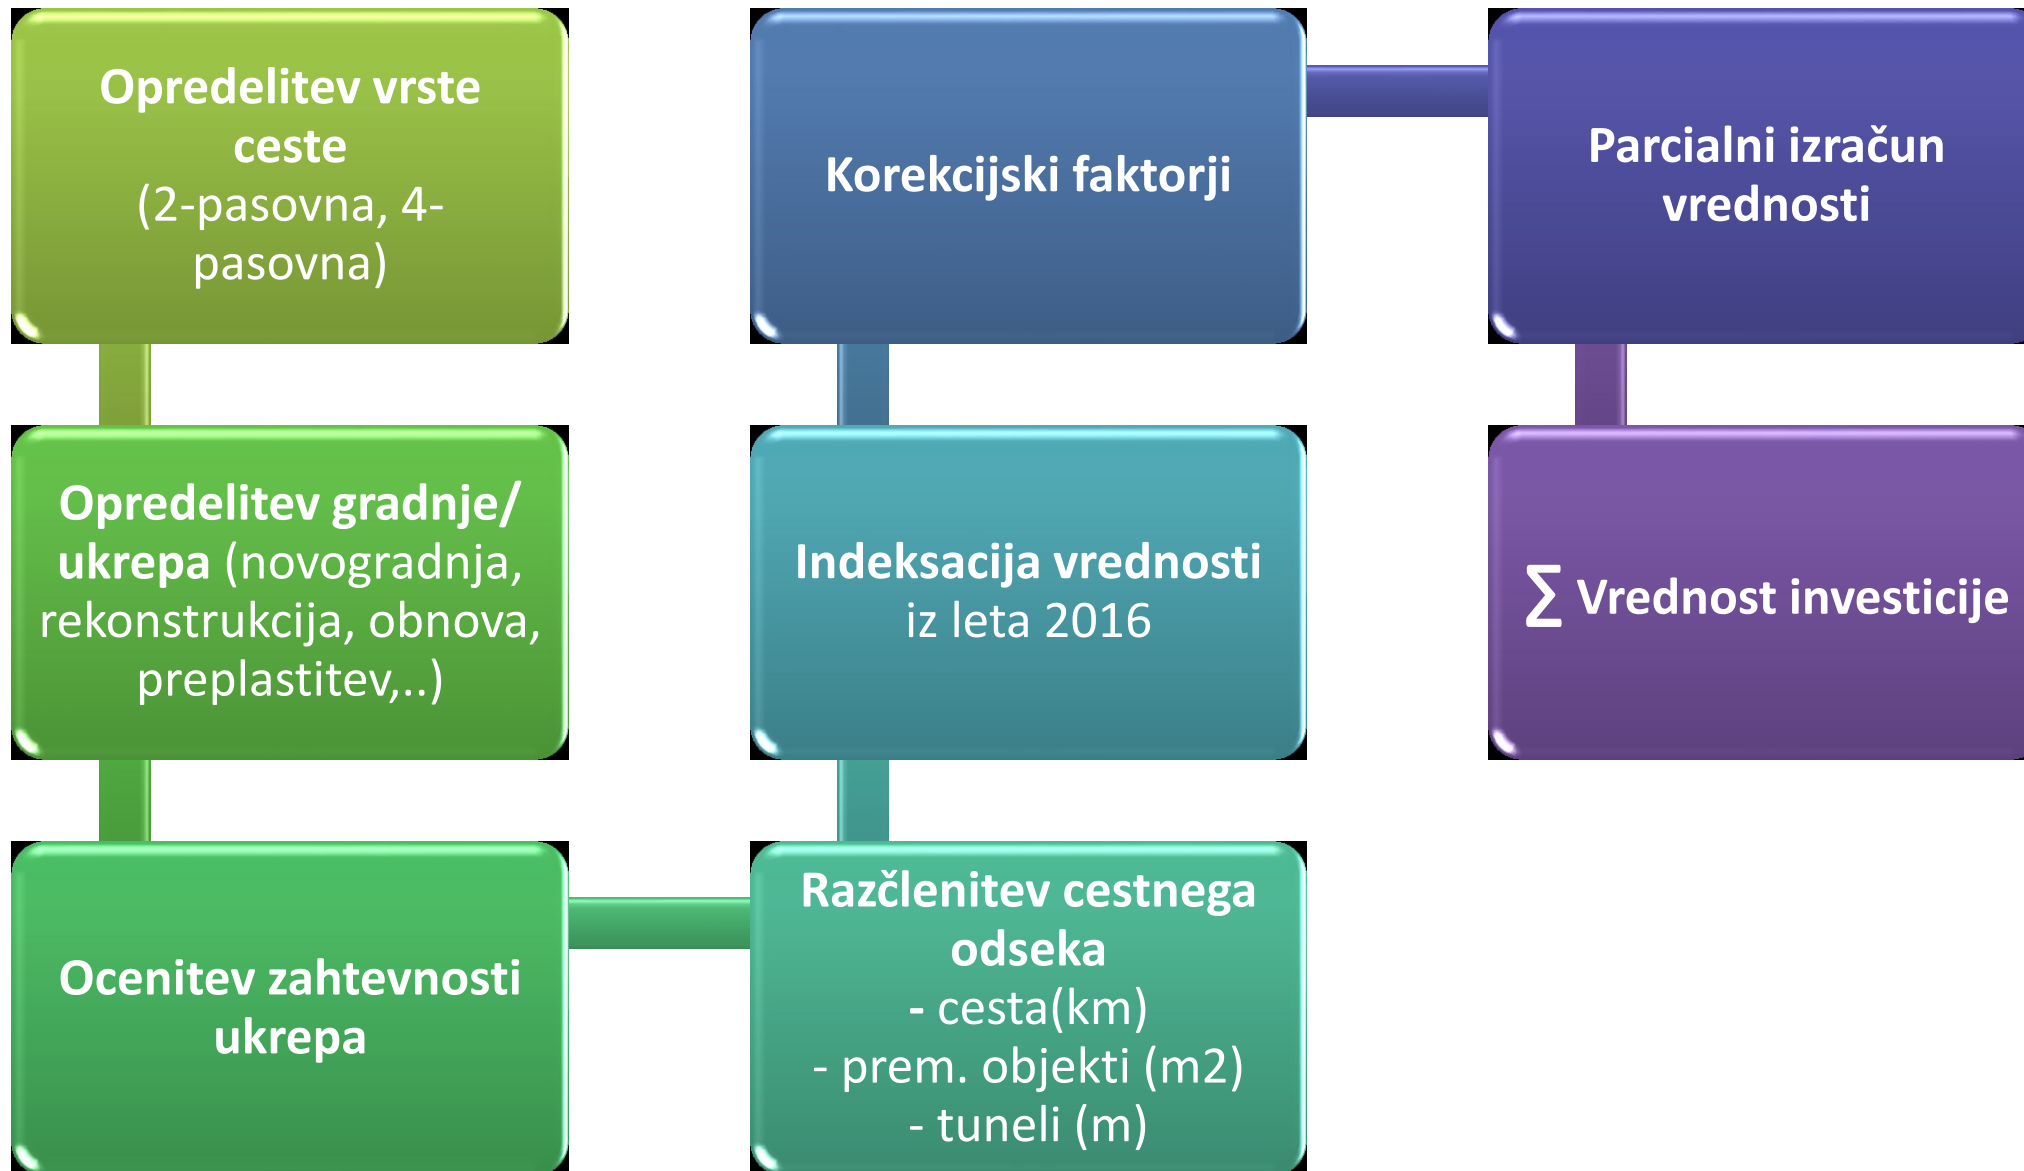 Opredelitev vrste
ceste
(2-pasovna, 4-
pasovna)
Opredelitev gradnje/
ukrepa (novogradnja,
rekonstrukcija, obnova,
preplastitev,..)
Ocenitev zahtevnosti
ukrepa
Razčlenitev cestnega
odseka
- cesta(km)
- prem. objekti (m2)
- tuneli (m)
Indeksacija vrednosti
iz leta 2016
Korekcijski faktorji
Parcialni izračun
vrednosti
∑ Vrednost investicije